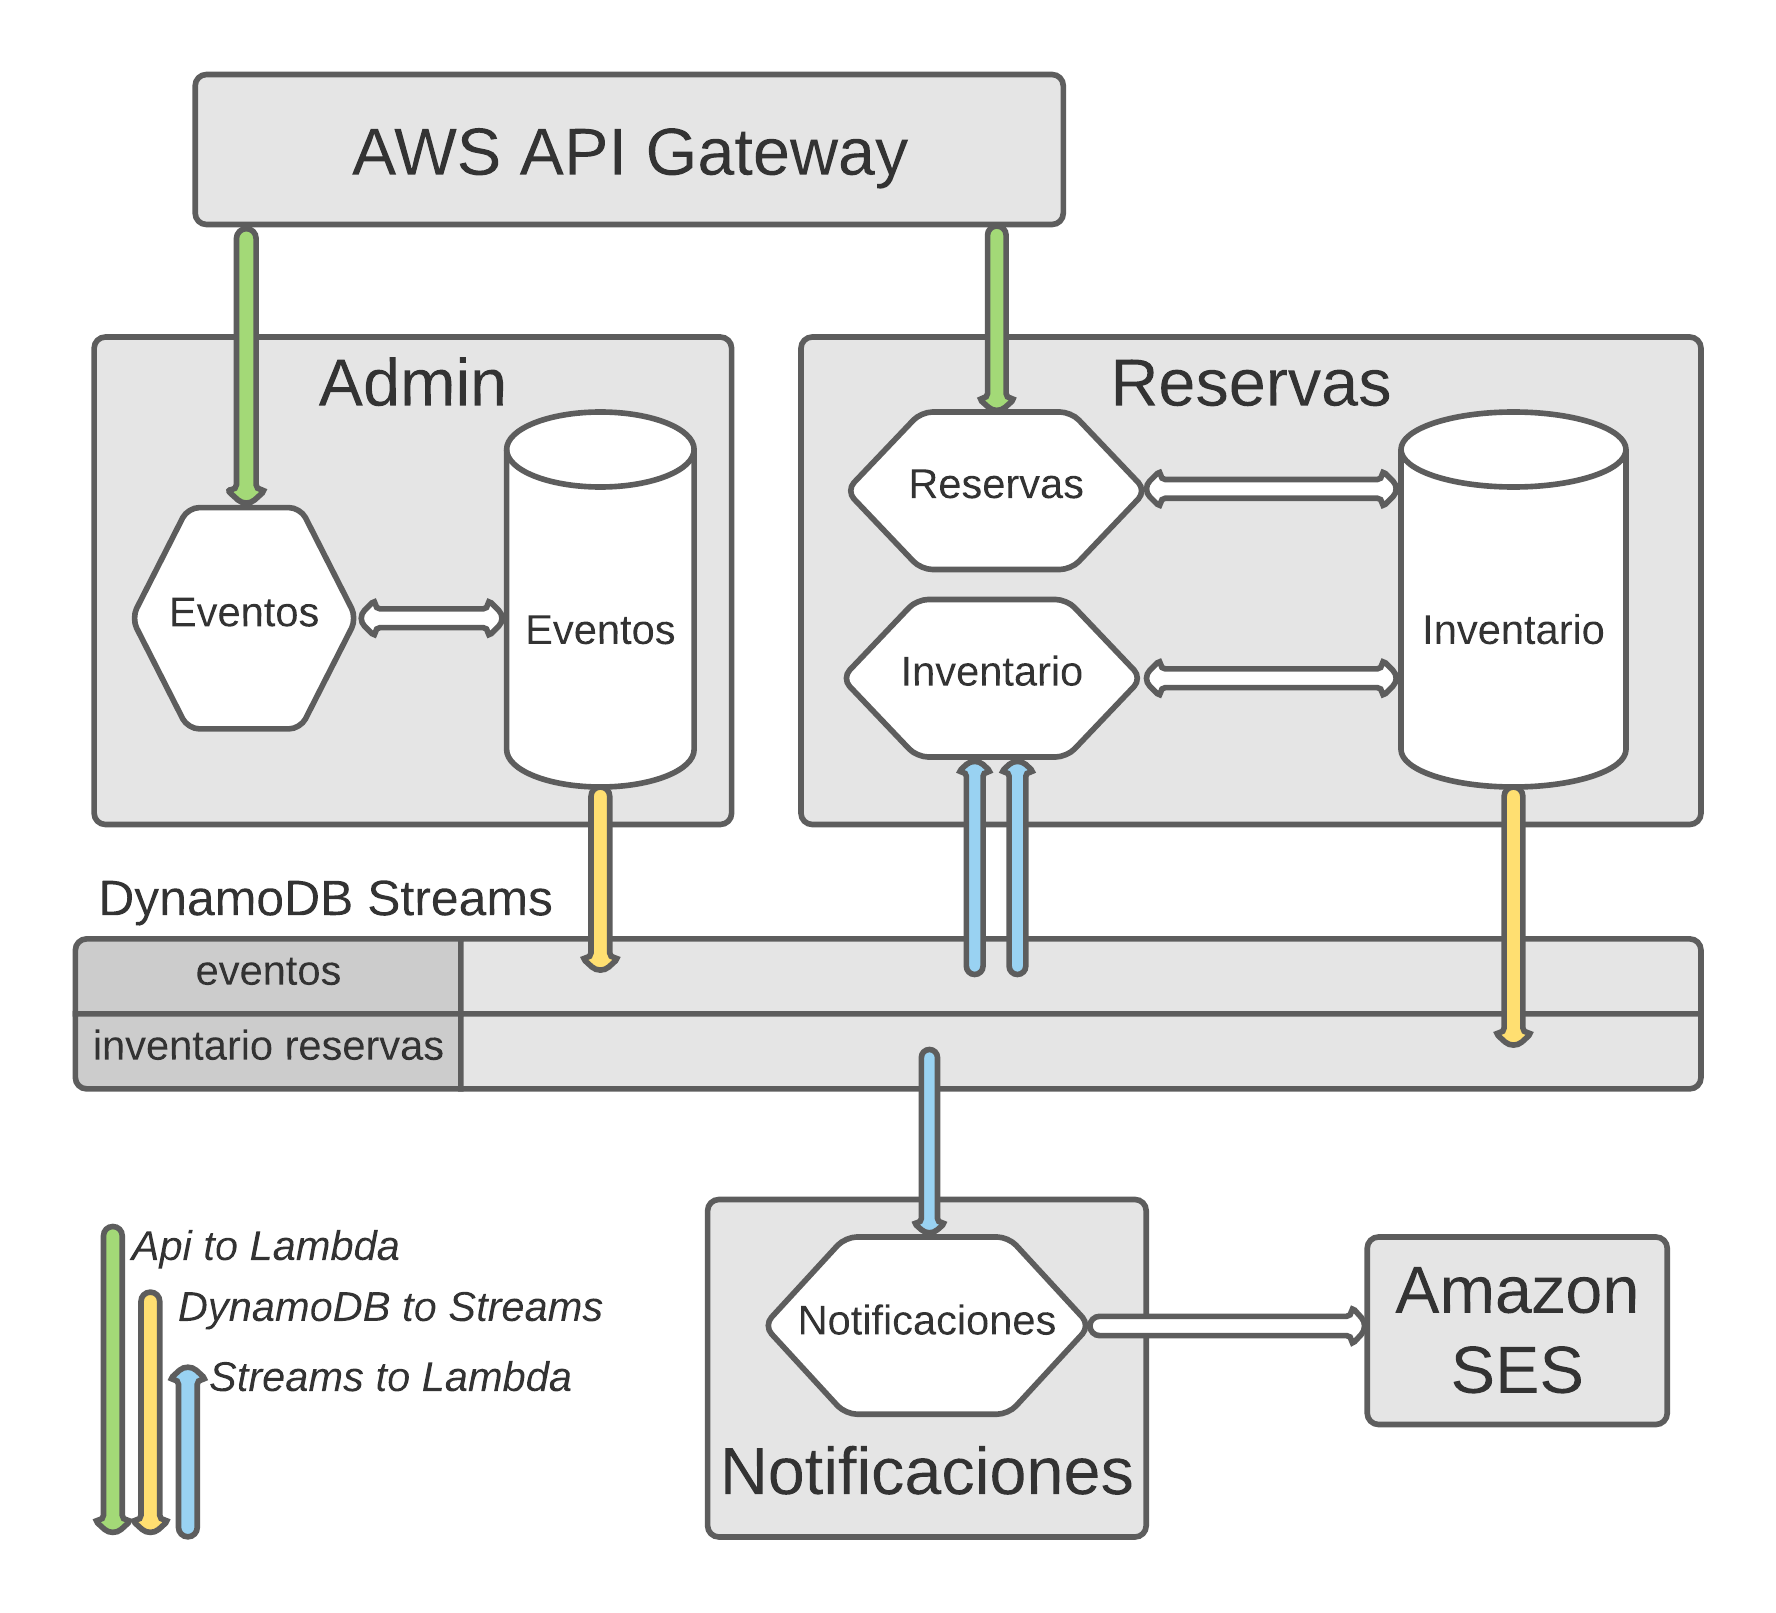 AWS API Gateway
Admin
Reservas
Eventos
Eventos
Reservas
Inventario
Inventario
DynamoDB Streams
eventos
inventario reservas
Api to Lambda
DynamoDB to Streams
Streams to Lambda
Notificaciones
Notificaciones
Amazon
SES